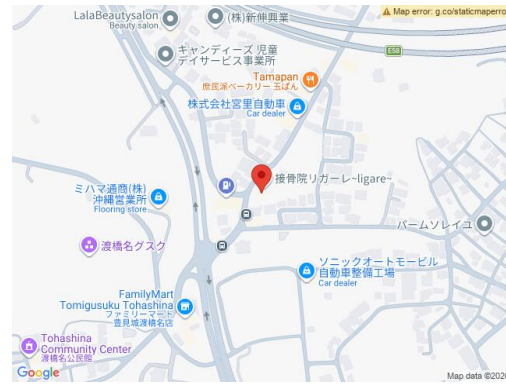 LalaBeautysalon
Beauty salon
(株)新伸興業
Map error: g.co/staticmaperro
キャンディーズ 児童
デイサービス事業所
E58
Tamapan
庶民派ベーカリー 玉ぱん
株式会社宮里自動車
Car dealer
接骨院リガーレ~ligare~
ミハマ通商(株)
沖縄営業所
Flooring store
パームソレイユ
渡橋名グスク
ソニックオートモービル
自動車整備工場
Car dealer
FamilyMart
Tomigusuku Tohashina
ファミリーマート
豊見城渡橋名店
Tohashina
Community Center
渡橋名公民館
Google
Map data ©2026